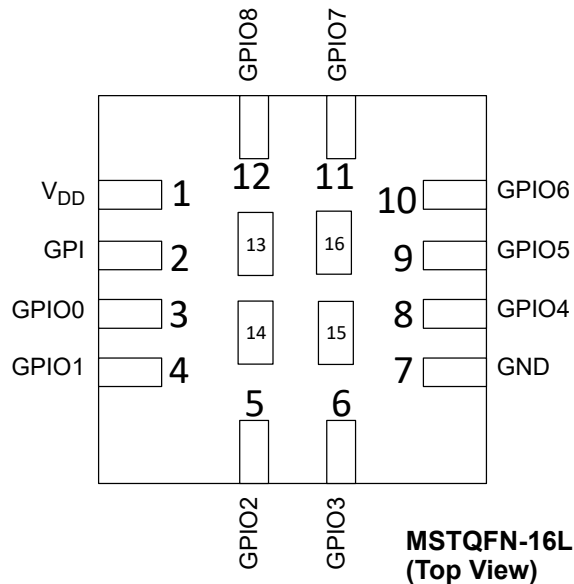 GPIO8 GPIO7
12 11
V_DD 1 10 GPIO6
GPI 2 13 16 9 GPIO5
GPIO0 3 14 15 8 GPIO4
GPIO1 4 7 GND
5 6
GPIO2 GPIO3
MSTQFN-16L
(Top View)